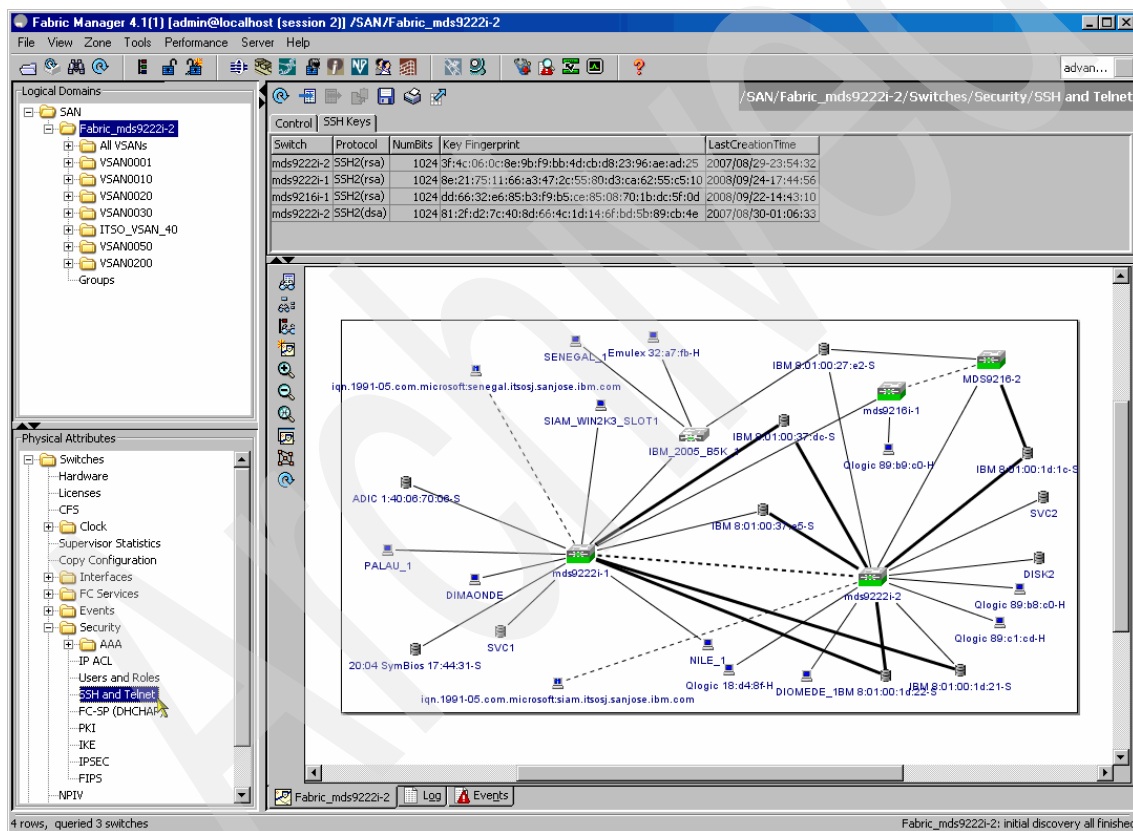 Fabric Manager 4.1(1) [admin@localhost (session 2)] /SAN/Fabric_mds9222i-2
File View Zone Tools Performance Server Help
advan...
Logical Domains
SAN
Fabric_mds9222i-2
All VSANs
VSAN0001
VSAN0010
VSAN0020
VSAN0030
ITSO_VSAN_40
VSAN0050
VSAN0200
Groups
/SAN/Fabric_mds9222i-2/Switches/Security/SSH and Telnet
Control SSH Keys
Switch Protocol NumBits Key Fingerprint LastCreationTime
mds9222i-2 SSH2(rsa) 1024 3f:4c:06:0c:8e:9b:f9:bb:4d:cb:d8:23:96:ae:ad:25 2007/08/29-23:54:32
mds9222i-1 SSH2(rsa) 1024 8e:21:75:11:66:a3:47:2c:55:80:d3:ca:62:55:c5:10 2008/09/24-17:44:56
mds9216i-1 SSH2(rsa) 1024 dd:66:32:e6:85:b3:f9:b5:ce:85:08:70:1b:dc:5f:0d 2008/09/22-14:43:10
mds9222i-2 SSH2(dsa) 1024 81:2f:d2:7c:40:8d:66:4c:1d:14:6f:bd:5b:89:cb:4e 2007/08/30-01:06:33
Physical Attributes
Switches
Hardware
Licenses
CFS
Clock
Supervisor Statistics
Copy Configuration
Interfaces
FC Services
Events
Security
AAA
IP ACL
Users and Roles
SSH and Telnet
FC-SP (DHCHAP)
PKI
IKE
IPSEC
FIPS
NPIV
SENEGAL_1
Emulex 32:a7:fb-H
IBM 8:01:00:27:e2-S
MDS9216-2
iqn.1991-05.com.microsoft:senegal.itsosj.sanjose.ibm.com
mds9216i-1
SIAM_WIN2K3_SLOT1
IBM 8:01:00:37:dc-S
IBM_2005_B5K_1
Qlogic 89:b9:c0-H
IBM 8:01:00:1d:1c-S
ADIC 1:40:06:70:06-S
SVC2
IBM 8:01:00:37:e5-S
PALAU_1
mds9222i-1
DISK2
DIMAONDE
mds9222i-2
Qlogic 89:b8:c0-H
Qlogic 89:c1:cd-H
SVC1
20:04 SymBios 17:44:31-S
NILE_1
Qlogic 18:d4:8f-H
DIOMEDE_1
IBM 8:01:00:1d:22-S
IBM 8:01:00:1d:21-S
iqn.1991-05.com.microsoft:siam.itsosj.sanjose.ibm.com
Fabric_mds9222i-2 Log Events
4 rows, queried 3 switches
Fabric_mds9222i-2: initial discovery all finished